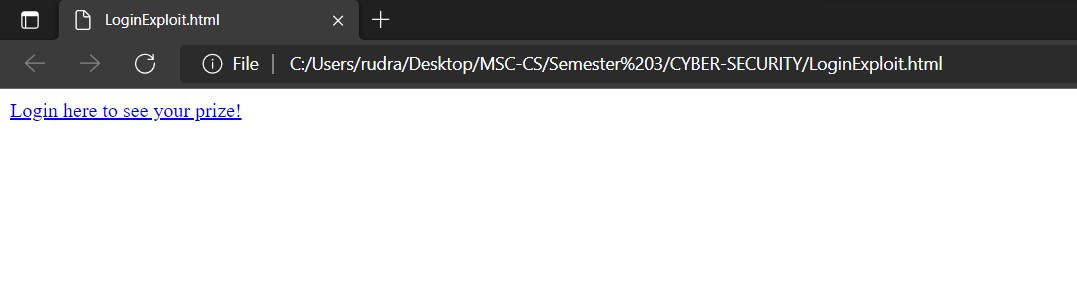 LoginExploit.html
File C:/Users/rudra/Desktop/MSC-CS/Semester%203/CYBER-SECURITY/LoginExploit.html
Login here to see your prize!